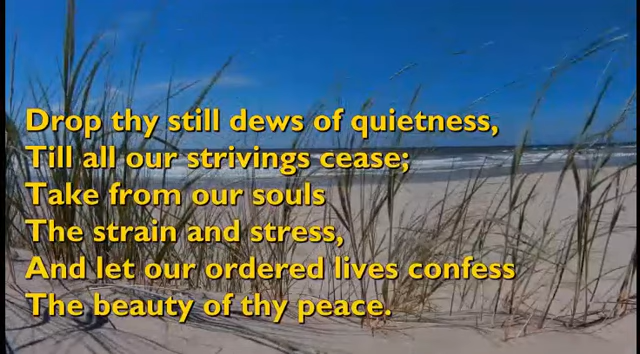 Drop thy still dews of quietness,
Till all our strivings cease;
Take from our souls
The strain and stress,
And let our ordered lives confess
The beauty of thy peace.